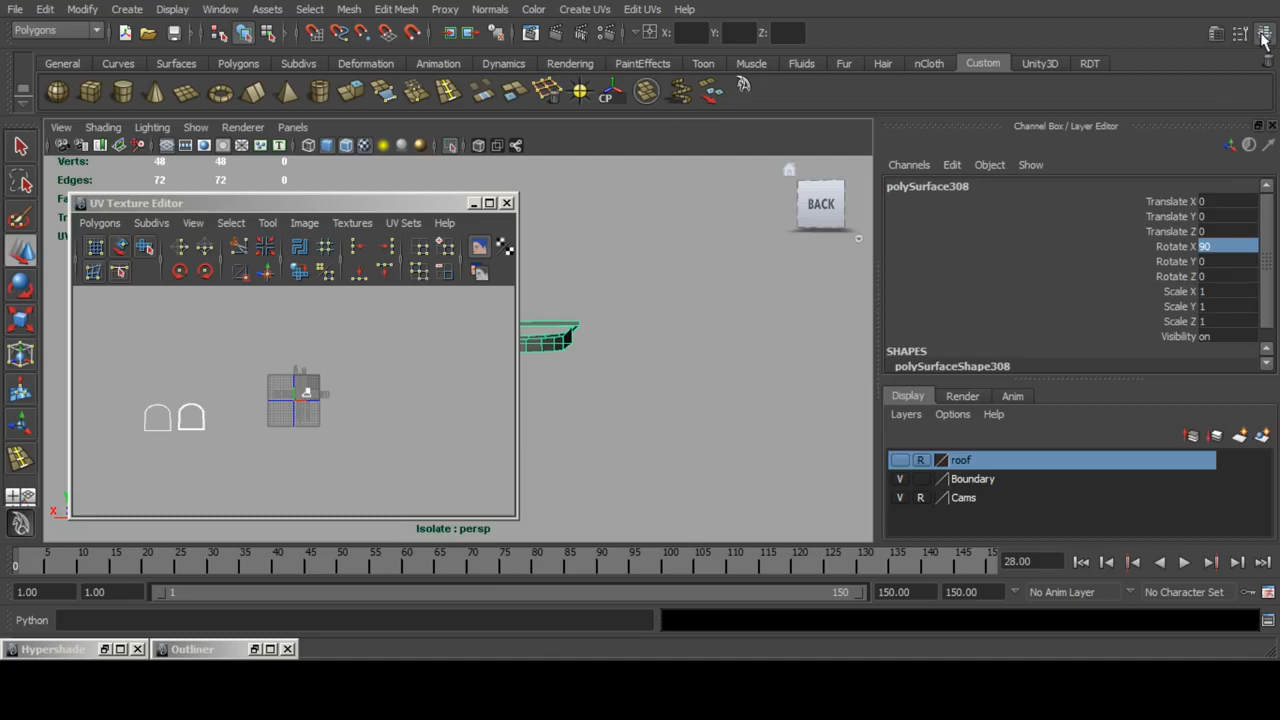 File Edit Modify Create Display Window Assets Select Mesh Edit Mesh Proxy Normals Color Create UVs Edit UVs Help
Polygons X: Y: Z:
General Curves Surfaces Polygons Subdivs Deformation Animation Dynamics Rendering PaintEffects Toon Muscle Fluids Fur Hair nCloth Custom Unity3D RDT
CP
View Shading Lighting Show Renderer Panels
Verts: 48 48 0
Edges: 72 72 0
UV Texture Editor
Polygons Subdivs View Select Tool Image Textures UV Sets Help
BACK
Isolate : persp
Channel Box / Layer Editor
Channels Edit Object Show
polySurface308
Translate X 0
Translate Y 0
Translate Z 0
Rotate X 90
Rotate Y 0
Rotate Z 0
Scale X 1
Scale Y 1
Scale Z 1
Visibility on
SHAPES
polySurfaceShape308
Display Render Anim
Layers Options Help
R roof
V Boundary
V R Cams
0 5 10 15 20 25 30 35 40 45 50 55 60 65 70 75 80 85 90 95 100 105 110 115 120 125 130 135 140 145 15 28.00
1.00 1.00 1 150 150.00 150.00 No Anim Layer No Character Set
Python
Hypershade Outliner